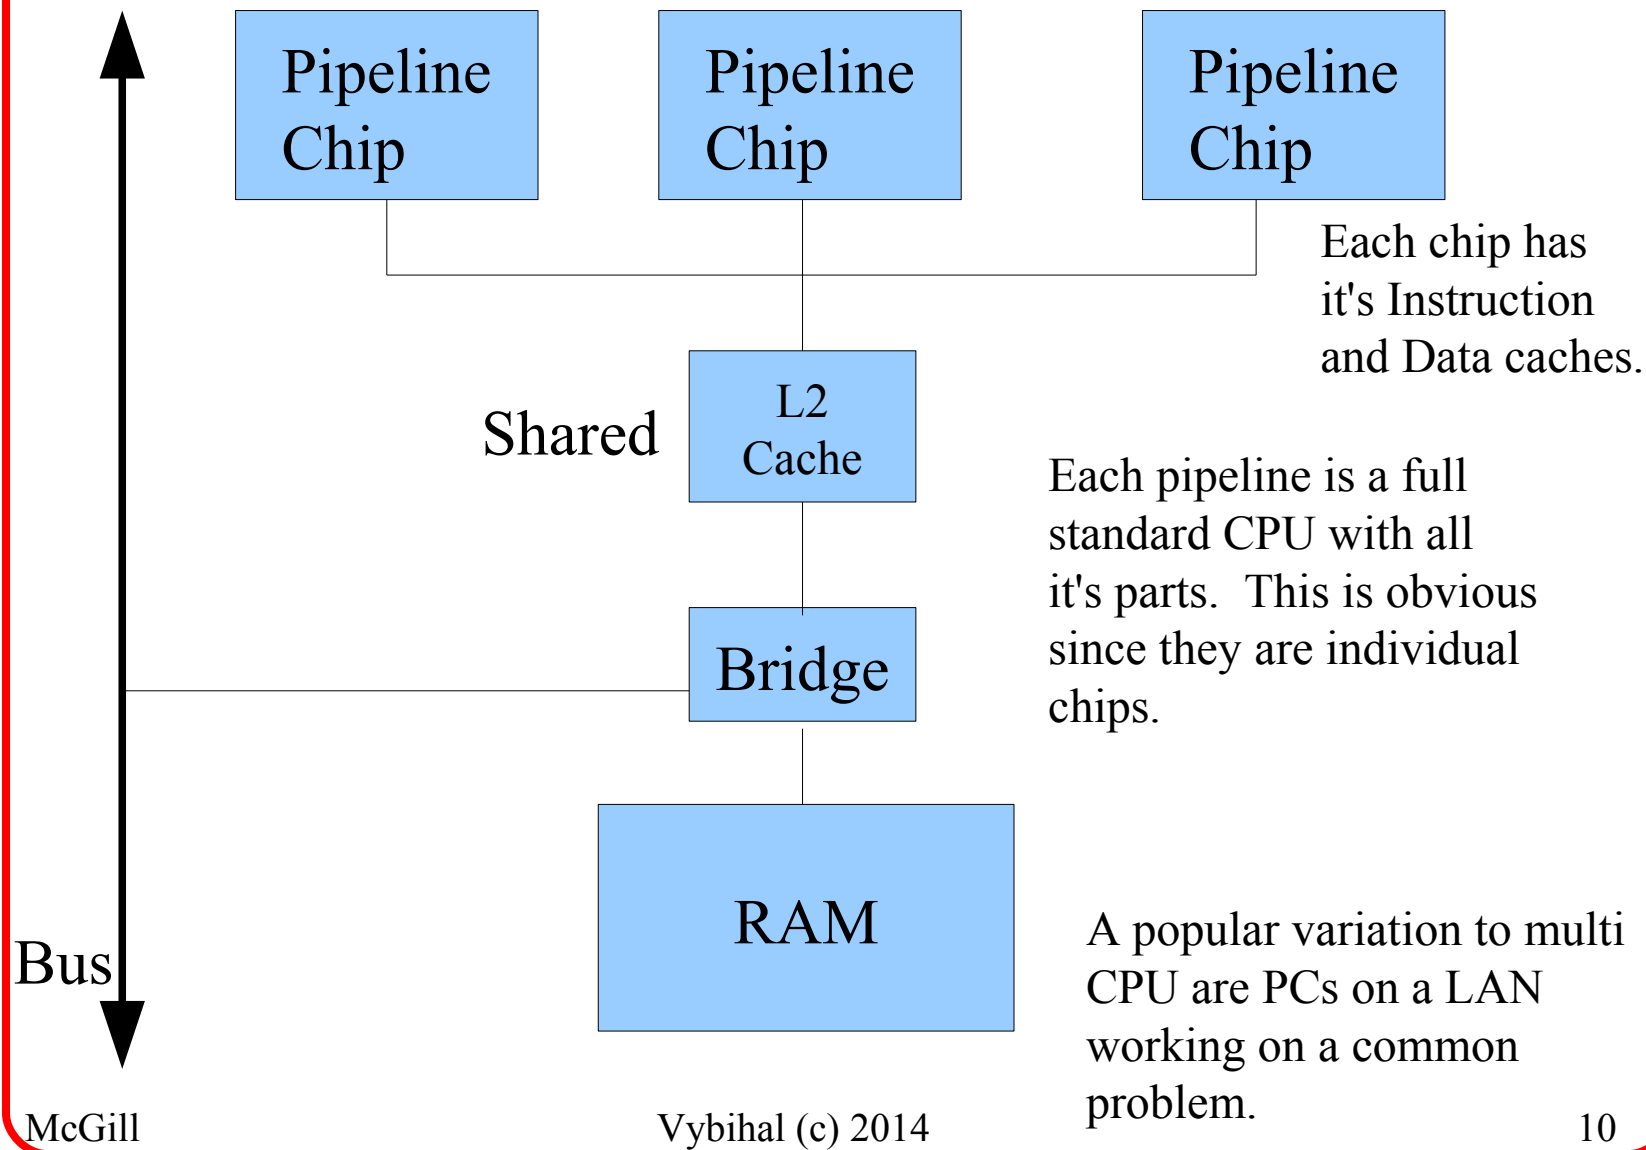 Pipeline
Chip
Pipeline
Chip
Pipeline
Chip
Each chip has
it's Instruction
and Data caches.
L2
Cache
Shared
Each pipeline is a full
standard CPU with all
it's parts.  This is obvious
since they are individual
chips.
Bridge
RAM
Bus
A popular variation to multi
CPU are PCs on a LAN
working on a common
problem.
McGill
Vybihal (c) 2014
10